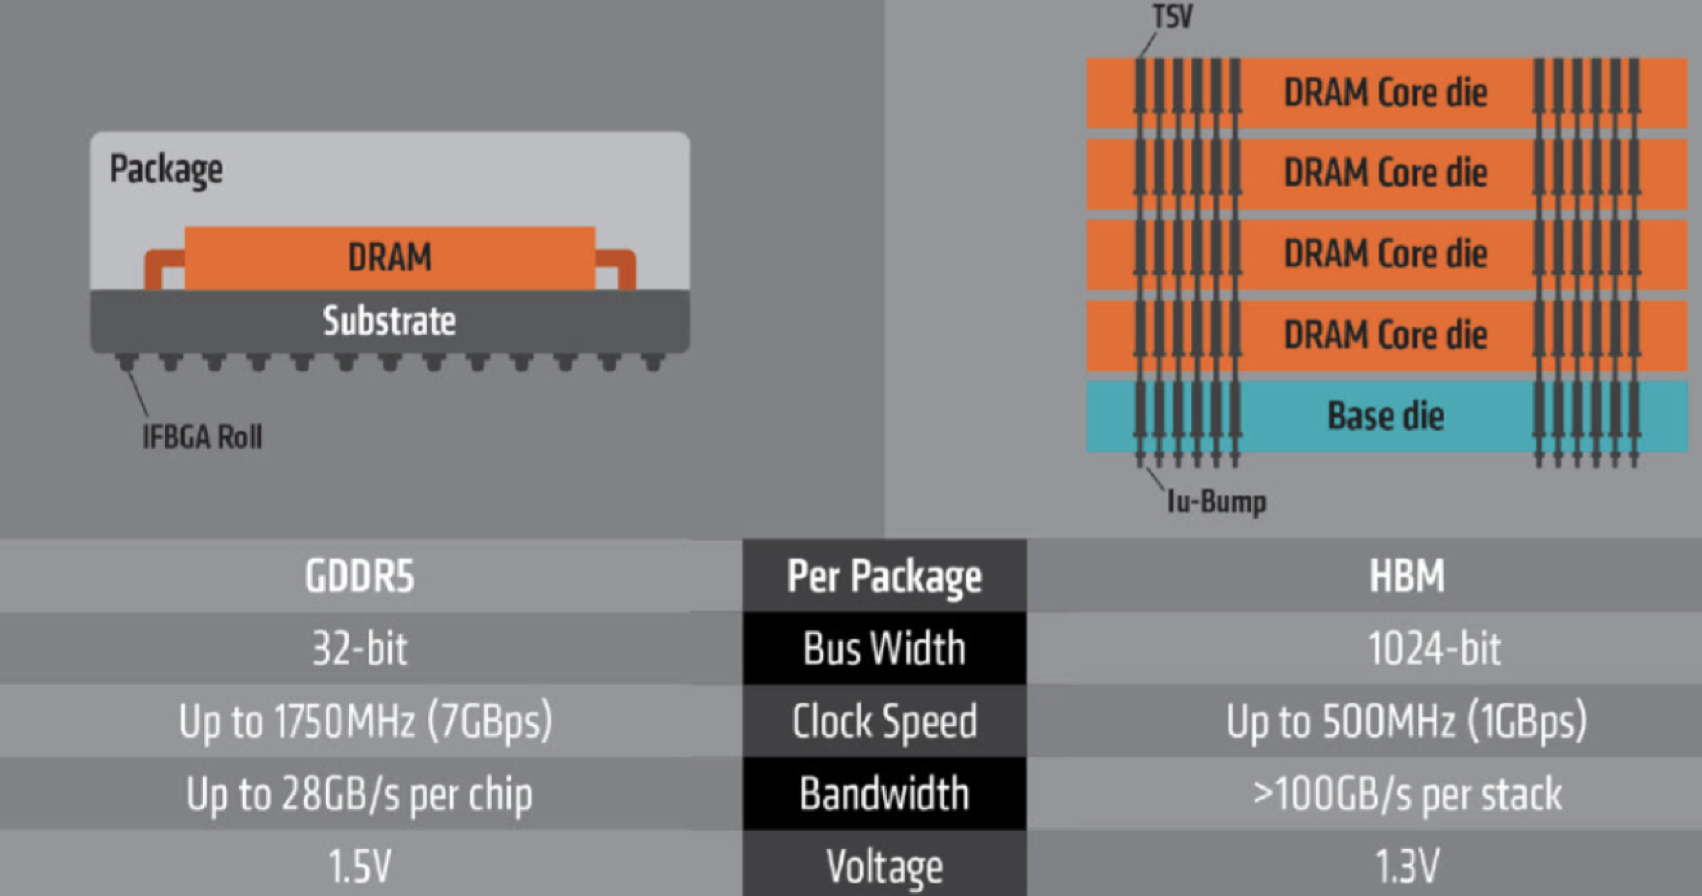 TSV
DRAM Core die
Package
DRAM Core die
DRAM
DRAM Core die
Substrate
DRAM Core die
Base die
IFBGA Roll
Iu-Bump
GDDR5 Per Package HBM
32-bit Bus Width 1024-bit
Up to 1750MHz (7GBps) Clock Speed Up to 500MHz (1GBps)
Up to 28GB/s per chip Bandwidth >100GB/s per stack
1.5V Voltage 1.3V